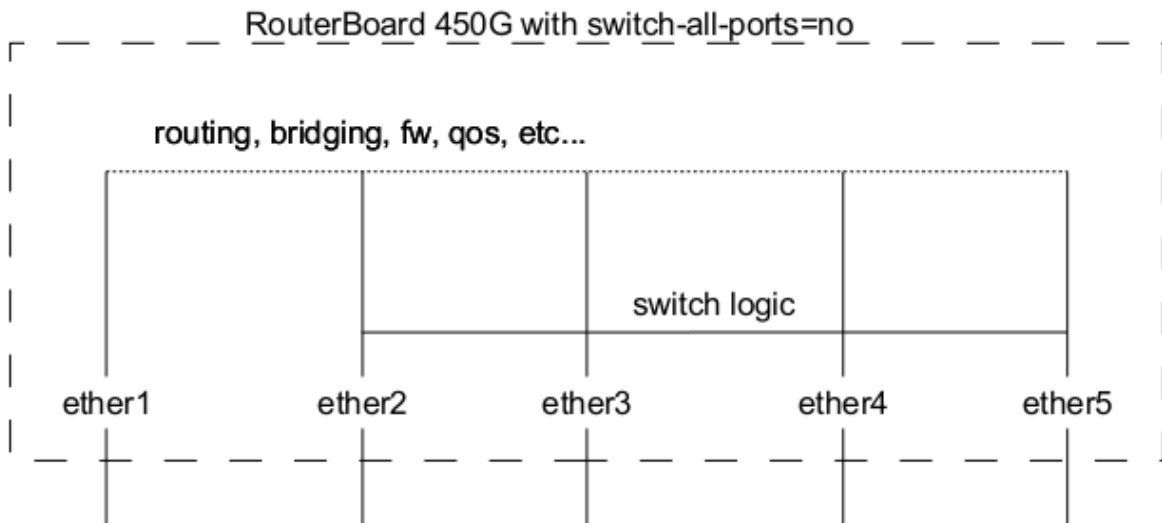 RouterBoard 450G with switch-all-ports=no
routing, bridging, fw, qos, etc...
switch logic
ether1 ether2 ether3 ether4 ether5